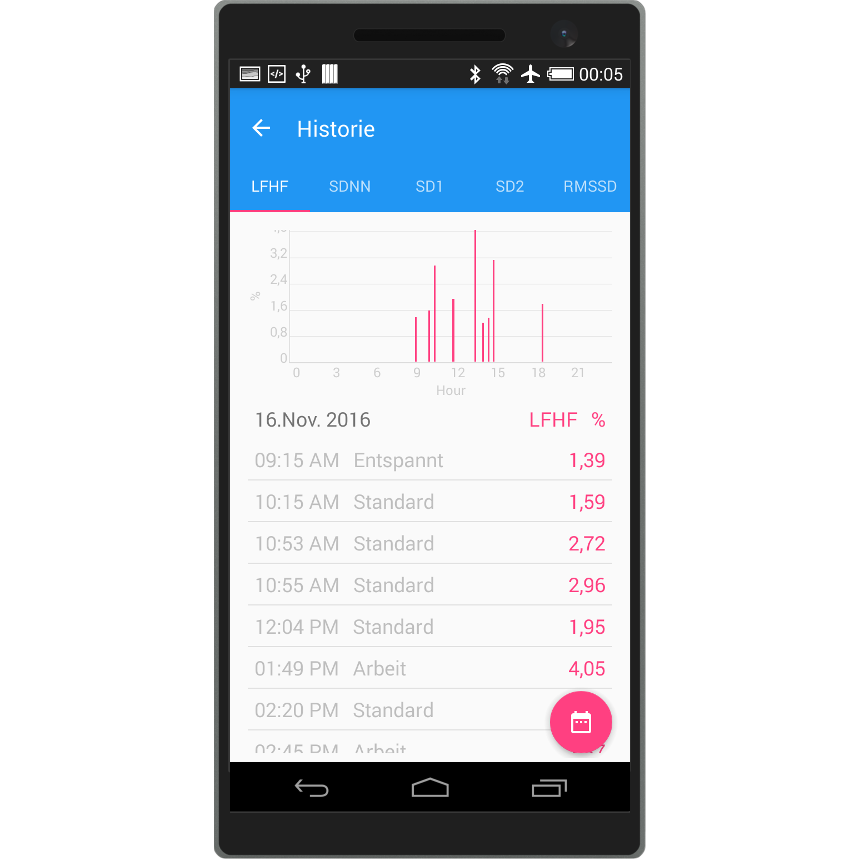 00:05
Historie
LFHF SDNN SD1 SD2 RMSSD
3,2
2,4
%
1,6
0,8
0
0 3 6 9 12 15 18 21
Hour
16.Nov. 2016 LFHF %
09:15 AM Entspannt 1,39
10:15 AM Standard 1,59
10:53 AM Standard 2,72
10:55 AM Standard 2,96
12:04 PM Standard 1,95
01:49 PM Arbeit 4,05
02:20 PM Standard
02:45 PM Arbeit